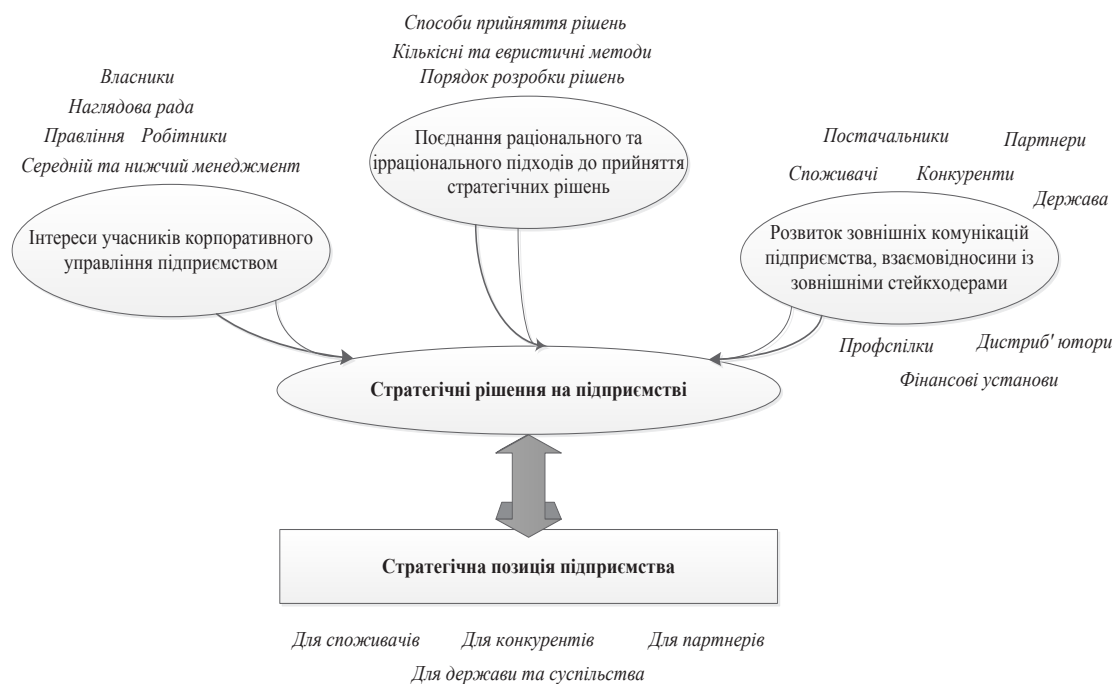 Способи прийняття рішень
Кількісні та евристичні методи
Порядок розробки рішень
Поєднання раціонального та
ірраціонального підходів до прийняття
стратегічних рішень
Власники
Наглядова рада
Правління Робітники
Середній та нижчий менеджмент
Інтереси учасників корпоративного
управління підприємством
Постачальники Партнери
Споживачі Конкуренти
Держава
Розвиток зовнішніх комунікацій
підприємства, взаємовідносини із
зовнішніми стейкходерами
Профспілки Дистриб' ютори
Фінансові установи
Стратегічні рішення на підприємстві
Стратегічна позиція підприємства
Для споживачів Для конкурентів Для партнерів
Для держави та суспільства